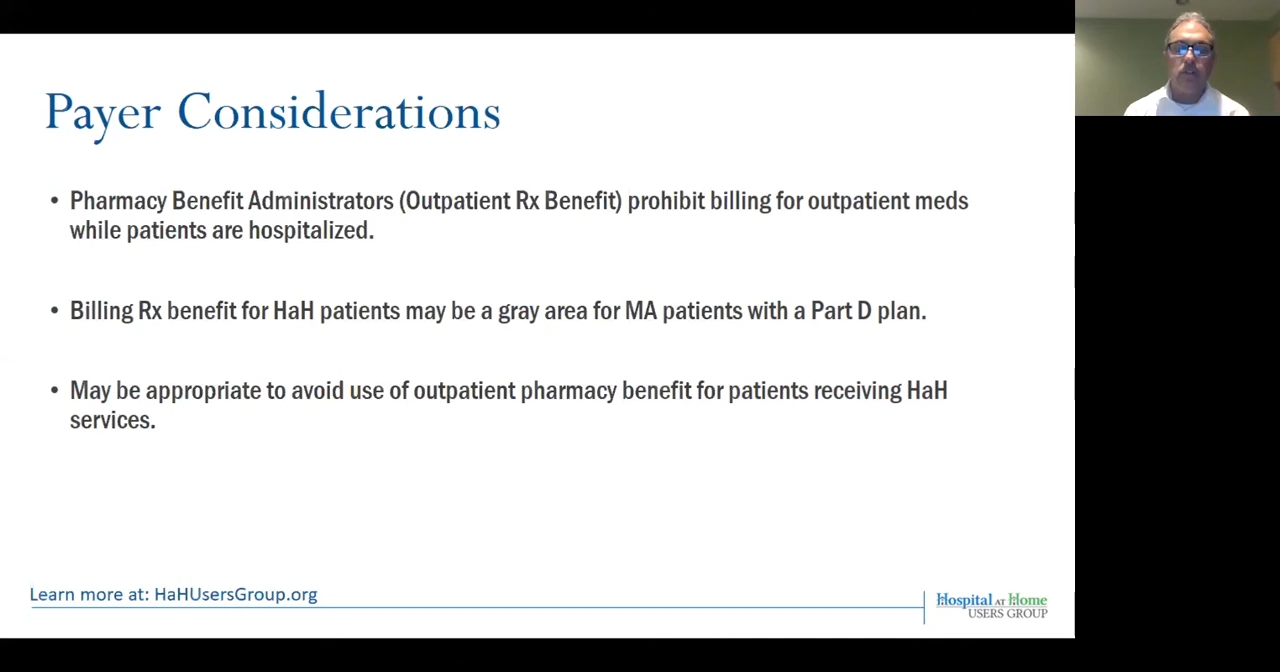 Payer Considerations
• Pharmacy Benefit Administrators (Outpatient Rx Benefit) prohibit billing for outpatient meds
while patients are hospitalized.
• Billing Rx benefit for HaH patients may be a gray area for MA patients with a Part D plan.
• May be appropriate to avoid use of outpatient pharmacy benefit for patients receiving HaH
services.
Learn more at: HaHUsersGroup.org
Hospital AT Home
USERS GROUP